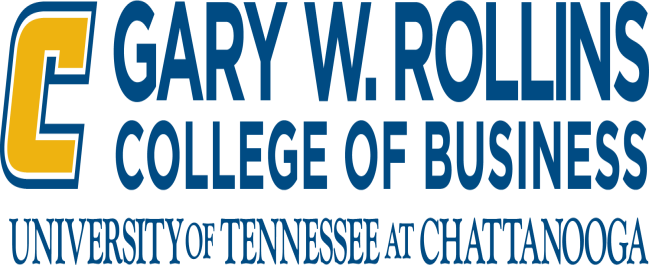 C GARY W. ROLLINS
COLLEGE OF BUSINESS
UNIVERSITY OF TENNESSEE AT CHATTANOOGA